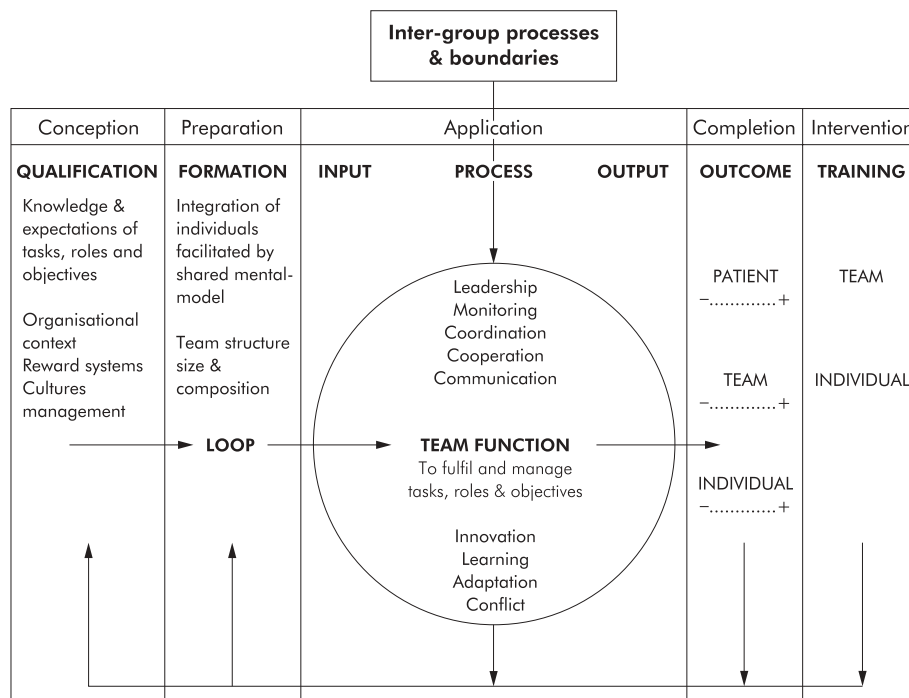 Inter-group processes
& boundaries
Conception
Preparation
Application
Completion
Intervention
QUALIFICATION
FORMATION
INPUT
PROCESS
OUTPUT
OUTCOME
TRAINING
Knowledge &
expectations of
tasks, roles and
objectives
Organisational
context
Reward systems
Cultures
management
Integration of
individuals
facilitated by
shared mental-
model
Team structure
size &
composition
LOOP
Leadership
Monitoring
Coordination
Cooperation
Communication
TEAM FUNCTION
To fulfil and manage
tasks, roles & objectives
Innovation
Learning
Adaptation
Conflict
PATIENT
–.............+
TEAM
–.............+
INDIVIDUAL
–.............+
TEAM
INDIVIDUAL